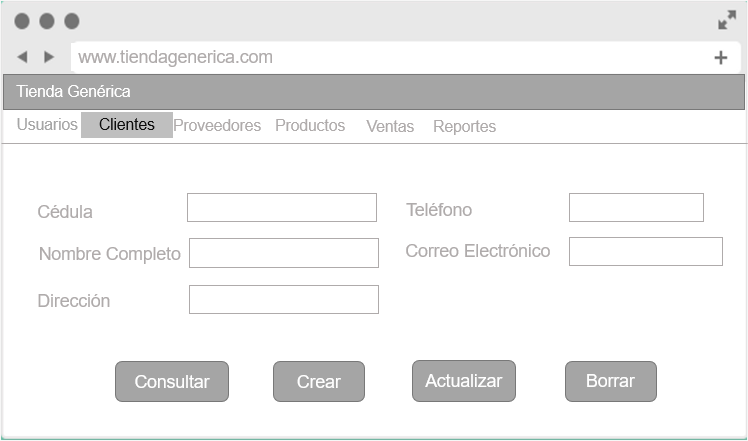 www.tiendagenerica.com
Tienda Genérica
Usuarios Clientes Proveedores Productos Ventas Reportes
Cédula Teléfono
Nombre Completo Correo Electrónico
Dirección
Consultar Crear Actualizar Borrar